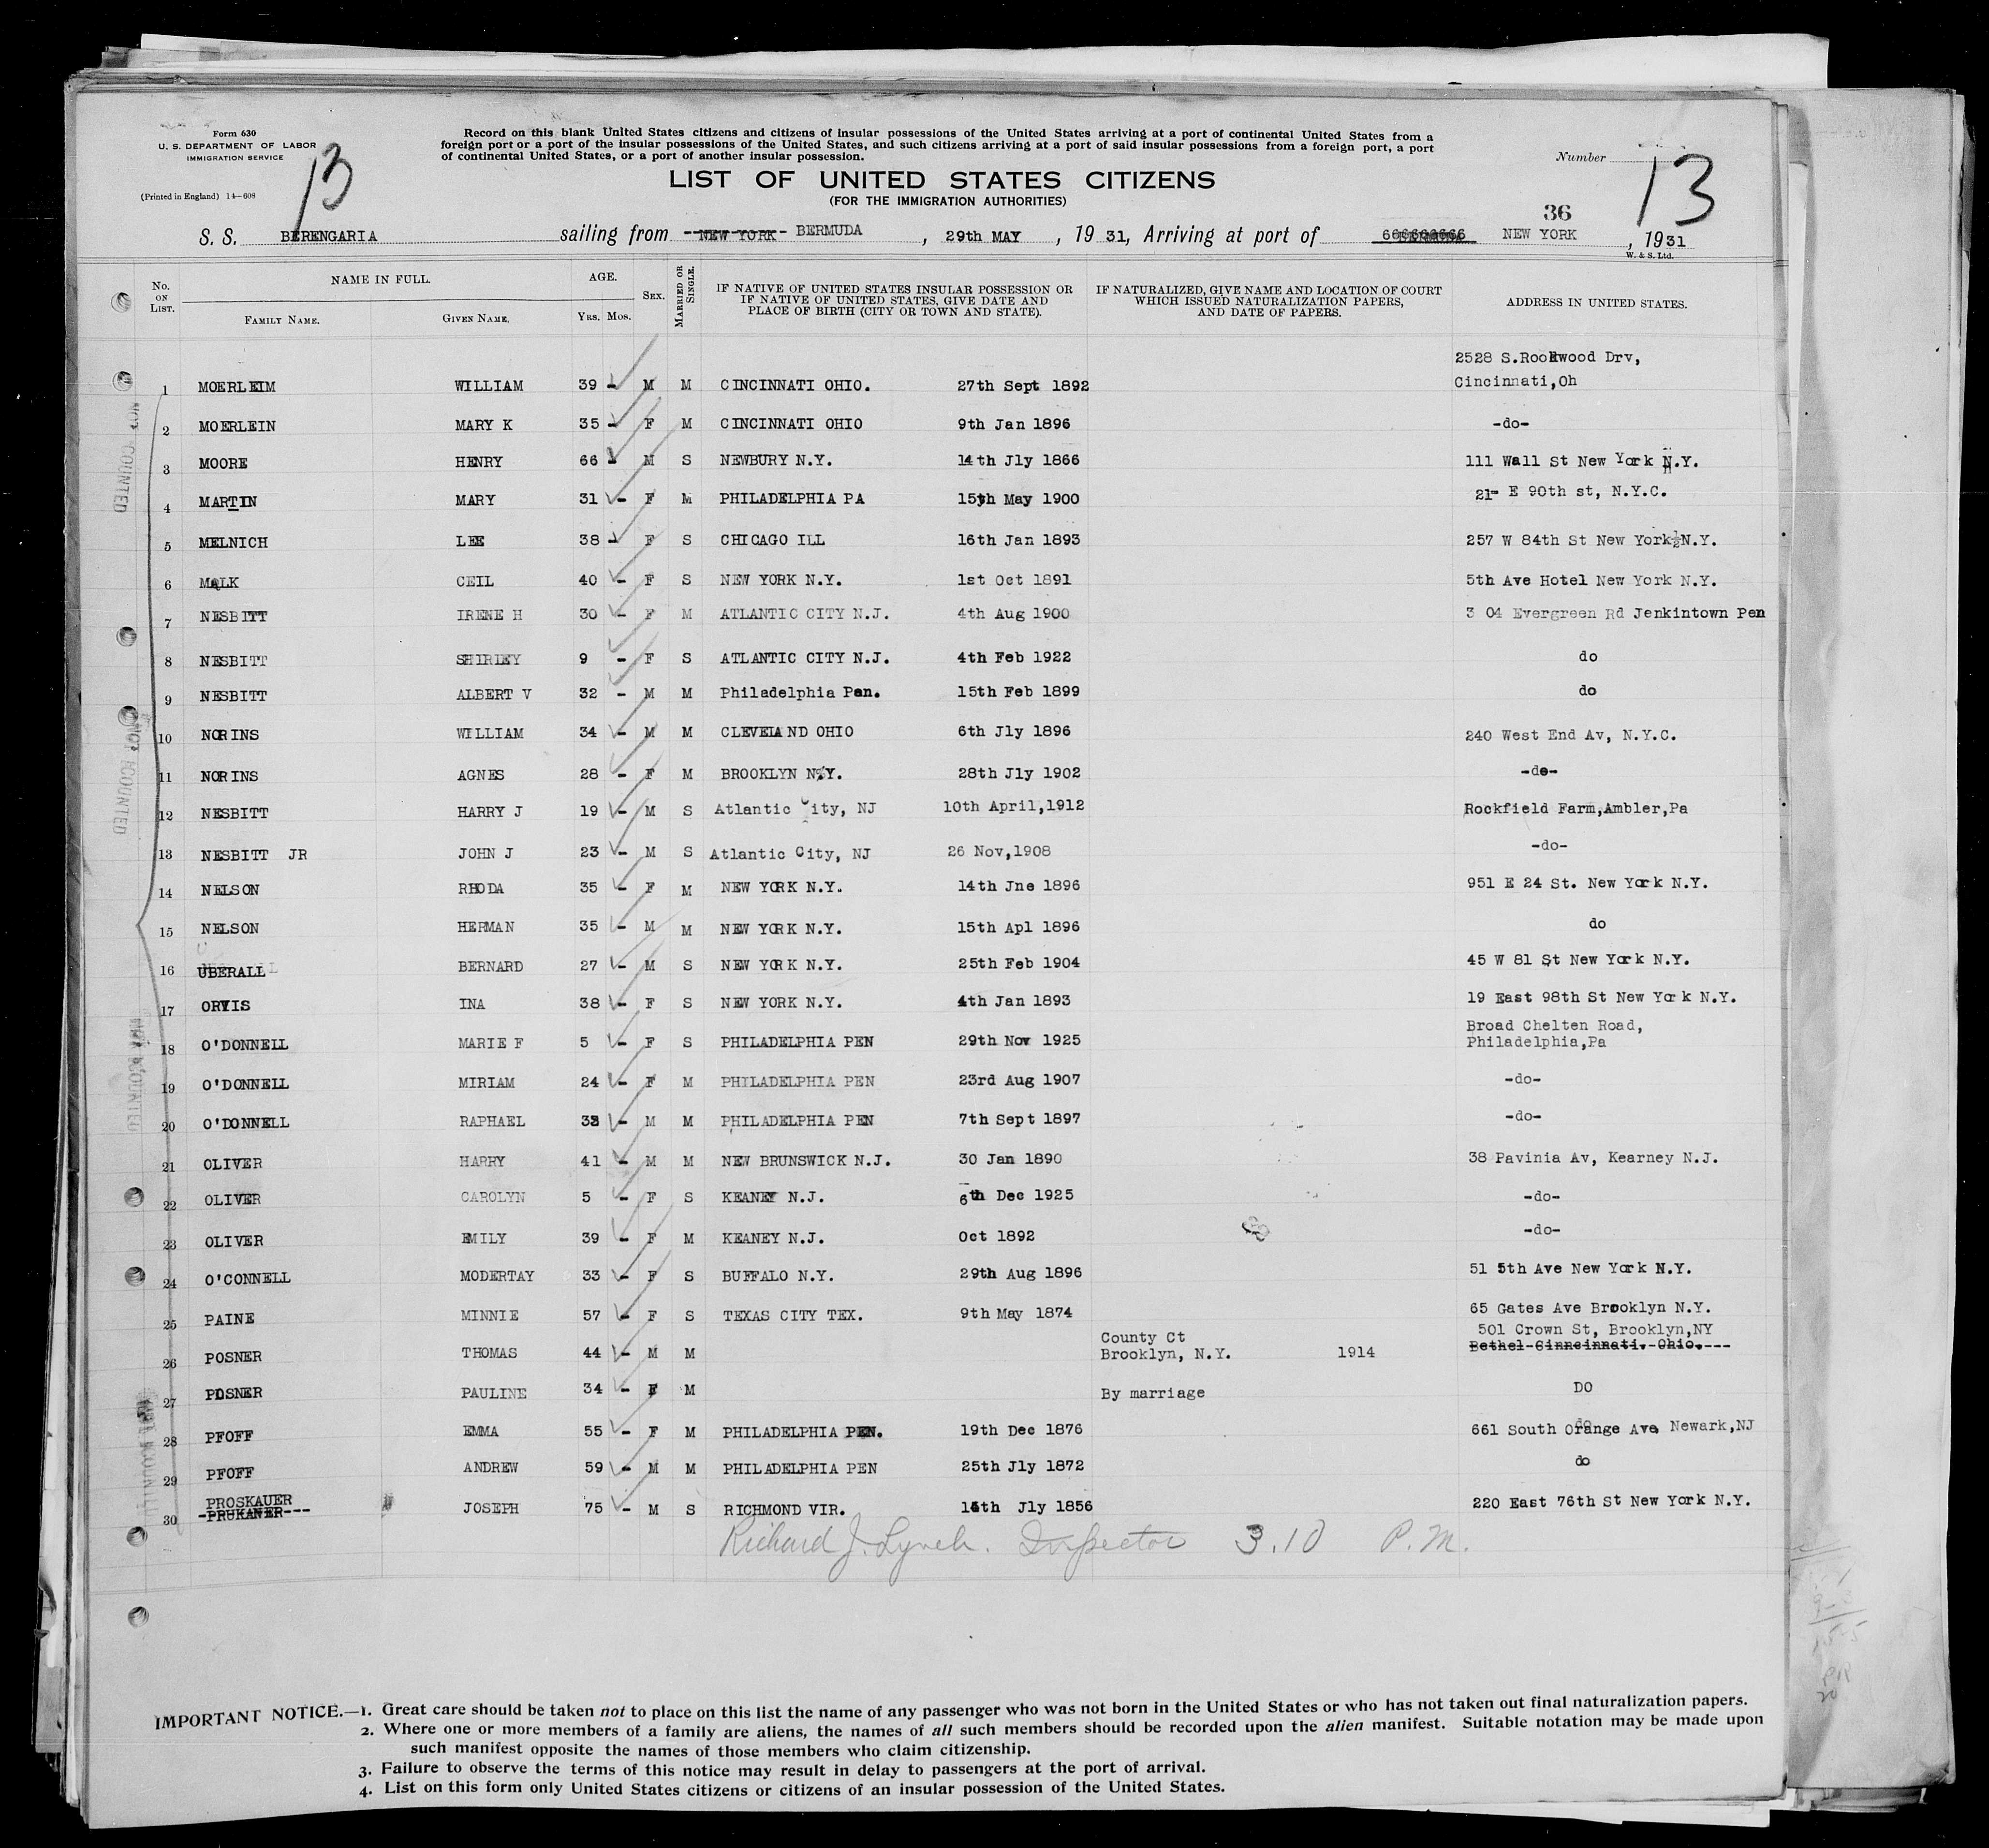 Form 630
U. S. DEPARTMENT OF LABOR
IMMIGRATION SERVICE
(Printed in England) 14—608
13
Record on this blank United States citizens and citizens of insular possessions of the United States arriving at a port of continental United States from a
foreign port or a port of the insular possessions of the United States, and such citizens arriving at a port of said insular possessions from a foreign port, a port
of continental United States, or a port of another insular possession.
LIST OF UNITED STATES CITIZENS
(FOR THE IMMIGRATION AUTHORITIES)
Number
13
36
S. S. BERENGARIA sailing from NEW YORK BERMUDA, 29th MAY, 1931, Arriving at port of NEW YORK, 1931
W. & S. Ltd.
No. ON LIST. NAME IN FULL. FAMILY NAME. GIVEN NAME. AGE. YRS. MOS. SEX. MARRIED OR SINGLE. IF NATIVE OF UNITED STATES INSULAR POSSESSION OR IF NATIVE OF UNITED STATES, GIVE DATE AND PLACE OF BIRTH (CITY OR TOWN AND STATE). IF NATURALIZED, GIVE NAME AND LOCATION OF COURT WHICH ISSUED NATURALIZATION PAPERS, AND DATE OF PAPERS. ADDRESS IN UNITED STATES.
2528 S.Rookwood Drv,
1 MOERLEIM WILLIAM 39 - M M CINCINNATI OHIO. 27th Sept 1892 Cincinnati,Oh
2 MOERLEIN MARY K 35 - F M CINCINNATI OHIO 9th Jan 1896 -do-
3 MOORE HENRY 66 - M S NEWBURY N.Y. 14th Jly 1866 111 Wall St New York N.Y.
4 MARTIN MARY 31 - F M PHILADELPHIA PA 15th May 1900 21- E 90th st, N.Y.C.
5 MELNICH LEE 38 - F S CHICAGO ILL 16th Jan 1893 257 W 84th St New York N.Y.
6 MALK CEIL 40 - F S NEW YORK N.Y. 1st Oct 1891 5th Ave Hotel New York N.Y.
7 NESBITT IRENE H 30 - F M ATLANTIC CITY N.J. 4th Aug 1900 3 04 Evergreen Rd Jenkintown Pen
8 NESBITT SHIRLEY 9 - F S ATLANTIC CITY N.J. 4th Feb 1922 do
9 NESBITT ALBERT V 32 - M M Philadelphia Pen. 15th Feb 1899 do
10 NORINS WILLIAM 34 - M M CLEVELAND OHIO 6th Jly 1896 240 West End Av, N.Y.C.
11 NORINS AGNES 28 - F M BROOKLYN N.Y. 28th Jly 1902 -do-
12 NESBITT HARRY J 19 - M S Atlantic City, NJ 10th April,1912 Rockfield Farm,Ambler,Pa
13 NESBITT JR JOHN J 23 - M S Atlantic City, NJ 26 Nov,1908 -do-
14 NELSON RHODA 35 - F M NEW YORK N.Y. 14th Jne 1896 951 E 24 St. New York N.Y.
15 NELSON HERMAN 35 - M M NEW YORK N.Y. 15th Apl 1896 do
16 UBERALL BERNARD 27 - M S NEW YORK N.Y. 25th Feb 1904 45 W 81 St New York N.Y.
17 ORVIS INA 38 - F S NEW YORK N.Y. 4th Jan 1893 19 East 98th St New York N.Y.
Broad Chelten Road,
18 O'DONNELL MARIE F 5 - F S PHILADELPHIA PEN 29th Nov 1925 Philadelphia,Pa
19 O'DONNELL MIRIAM 24 - F M PHILADELPHIA PEN 23rd Aug 1907 -do-
20 O'DONNELL RAPHAEL - M M PHILADELPHIA PEN 7th Sept 1897 -do-
21 OLIVER HARRY 41 - M M NEW BRUNSWICK N.J. 30 Jan 1890 38 Pavinia Av, Kearney N.J.
22 OLIVER CAROLYN 5 - F S KEANEY N.J. 6th Dec 1925 -do-
23 OLIVER EMILY 39 - F M KEANEY N.J. Oct 1892 -do-
24 O'CONNELL MODERTAY 33 - F S BUFFALO N.Y. 29th Aug 1896 51 5th Ave New York N.Y.
25 PAINE MINNIE 57 - F S TEXAS CITY TEX. 9th May 1874 65 Gates Ave Brooklyn N.Y.
County Ct 501 Crown St, Brooklyn,NY
26 POSNER THOMAS 44 - M M Brooklyn, N.Y. 1914 Bethel-Cinncinnati.-Ohio.---
27 POSNER PAULINE 34 - F M By marriage DO
28 PFOFF EMMA 55 - F M PHILADELPHIA PEN. 19th Dec 1876 661 South Orange Ave, Newark,NJ
29 PFOFF ANDREW 59 - M M PHILADELPHIA PEN 25th Jly 1872 do
PROSKAUER
30 -PRUKANER--- JOSEPH 75 - M S RICHMOND VIR. Jly 1856 220 East 76th St New York N.Y.
Richard J. Lynch. Inspector 3.10 P.M.
NOT COUNTED
NOT COUNTED
NOT COUNTED
NOT COUNTED
IMPORTANT NOTICE.—1. Great care should be taken not to place on this list the name of any passenger who was not born in the United States or who has not taken out final naturalization papers.
2. Where one or more members of a family are aliens, the names of all such members should be recorded upon the alien manifest. Suitable notation may be made upon
such manifest opposite the names of those members who claim citizenship.
3. Failure to observe the terms of this notice may result in delay to passengers at the port of arrival.
4. List on this form only United States citizens or citizens of an insular possession of the United States.